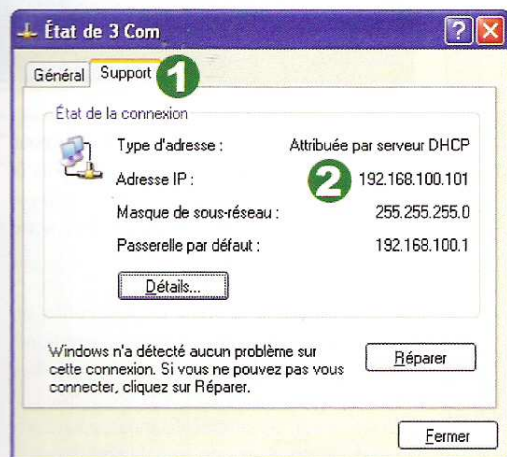 État de 3 Com
Général Support 1
État de la connexion
Type d'adresse : Attribuée par serveur DHCP
Adresse IP : 2 192.168.100.101
Masque de sous-réseau : 255.255.255.0
Passerelle par défaut : 192.168.100.1
Détails...
Windows n'a détecté aucun problème sur
cette connexion. Si vous ne pouvez pas vous
connecter, cliquez sur Réparer.
Réparer
Fermer